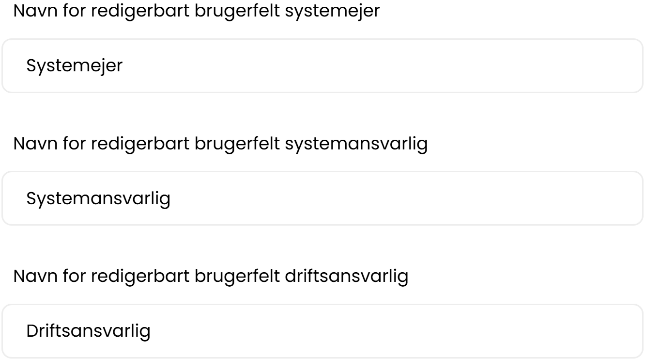 Navn for redigerbart brugerfelt systemejer
Systemejer
Navn for redigerbart brugerfelt systemansvarlig
Systemansvarlig
Navn for redigerbart brugerfelt driftsansvarlig
Driftsansvarlig